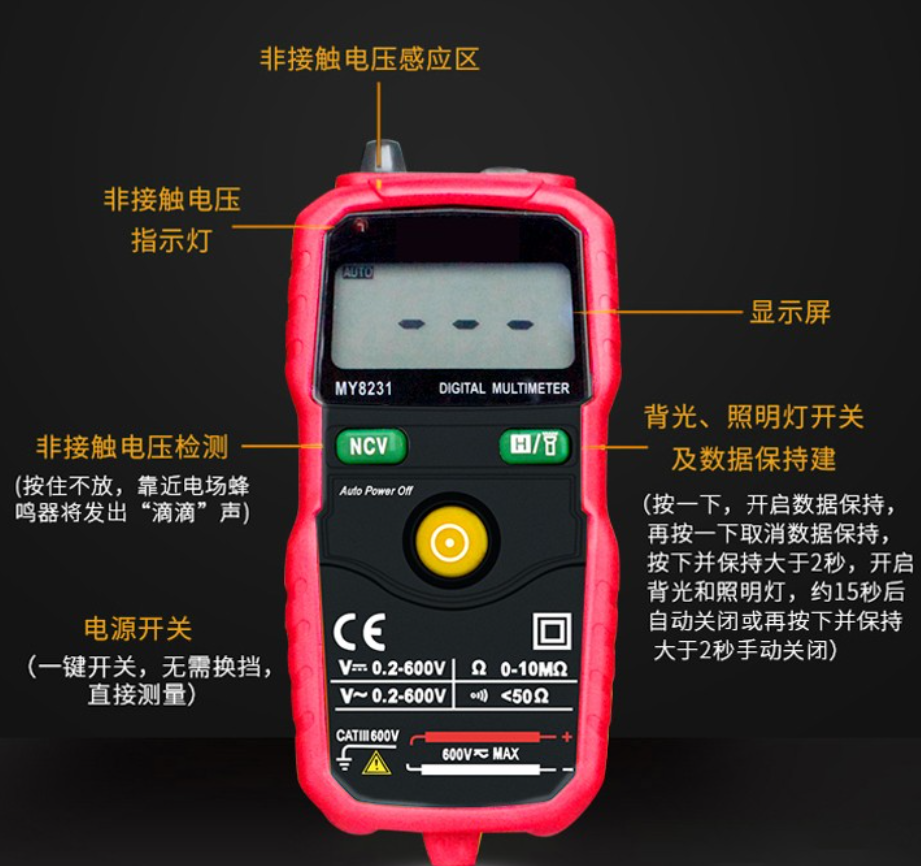 非接触电压感应区
非接触电压
指示灯
AUTO
- - -
显示屏
MY8231
DIGITAL MULTIMETER
背光、照明灯开关
及数据保持建
非接触电压检测
NCV
H/
(按住不放，靠近电场蜂
鸣器将发出“滴滴”声)
Auto Power Off
（按一下，开启数据保持，
再按一下取消数据保持，
按下并保持大于2秒，开启
背光和照明灯，约15秒后
自动关闭或再按下并保持
大于2秒手动关闭）
电源开关
（一键开关，无需换挡，
直接测量）
CE
V⎓ 0.2-600V Ω 0-10MΩ
V～ 0.2-600V <50Ω
CATIII 600V
+
600V MAX
-